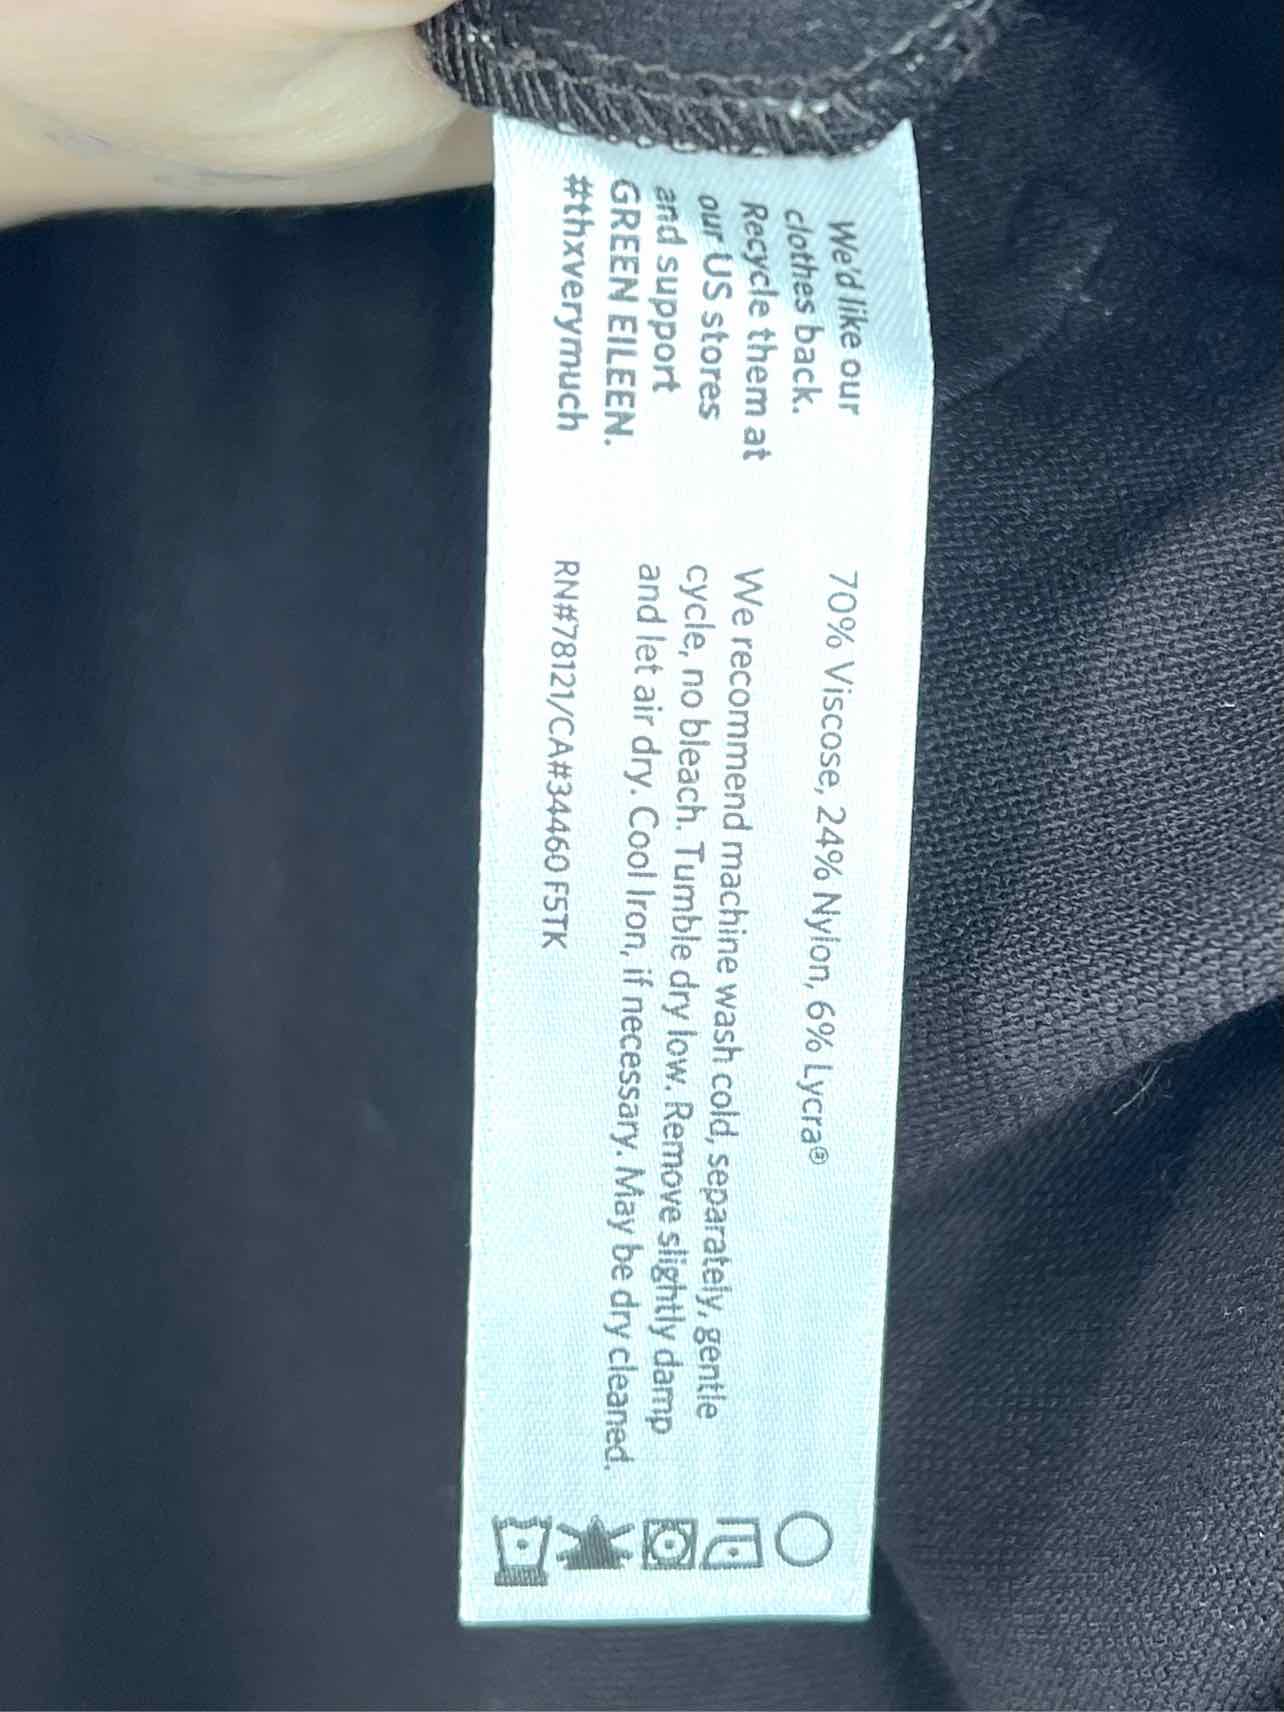 We'd like our
clothes back.
Recycle them at
our US stores
and support
GREEN EILEEN.
#thxverymuch
70% Viscose, 24% Nylon, 6% Lycra®
We recommend machine wash cold, separately, gentle
cycle, no bleach. Tumble dry low. Remove slightly damp
and let air dry. Cool Iron, if necessary. May be dry cleaned.
RN#78121/CA#34460 F5TK